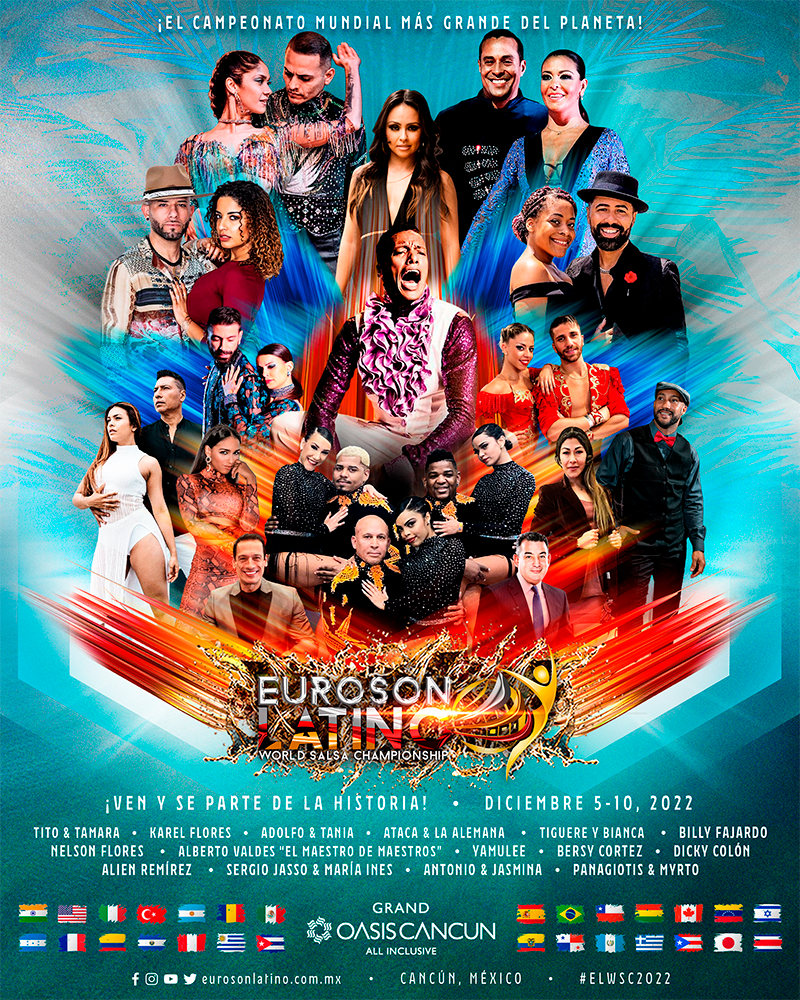 ¡EL CAMPEONATO MUNDIAL MÁS GRANDE DEL PLANETA!
EUROSON
LATINO
WORLD SALSA CHAMPIONSHIP
¡VEN Y SE PARTE DE LA HISTORIA! • DICIEMBRE 5-10, 2022
TITO & TAMARA • KAREL FLORES • ADOLFO & TANIA • ATACA & LA ALEMANA • TIGUERE Y BIANCA • BILLY FAJARDO
NELSON FLORES • ALBERTO VALDES "EL MAESTRO DE MAESTROS" • YAMULEE • BERSY CORTEZ • DICKY COLÓN
ALIEN REMÍREZ • SERGIO JASSO & MARÍA INES • ANTONIO & JASMINA • PANAGIOTIS & MYRTO
GRAND
OASIS CANCUN
ALL INCLUSIVE
eurosonlatino.com.mx • CANCÚN, MÉXICO • #ELWSC2022